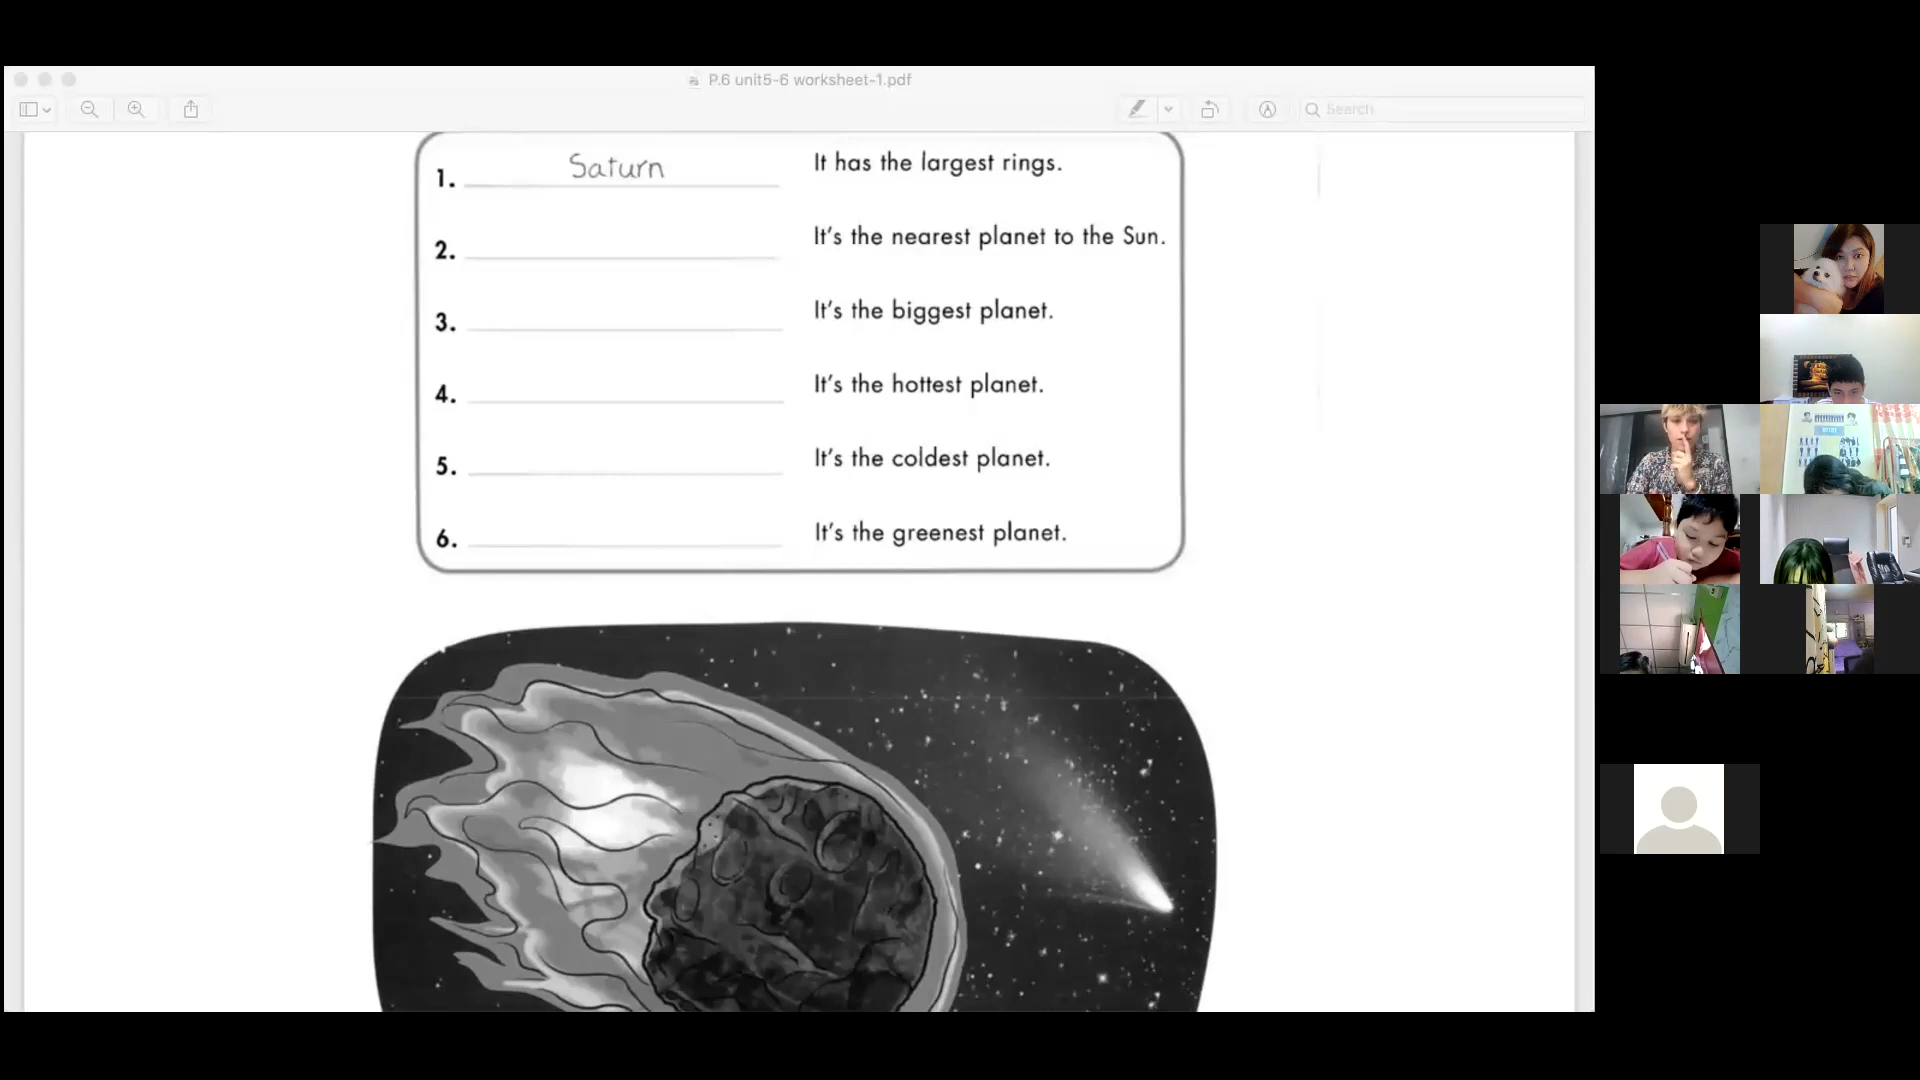 P.6 unit5-6 worksheet-1.pdf
Search
1. Saturn It has the largest rings.
2. It's the nearest planet to the Sun.
3. It's the biggest planet.
4. It's the hottest planet.
5. It's the coldest planet.
6. It's the greenest planet.